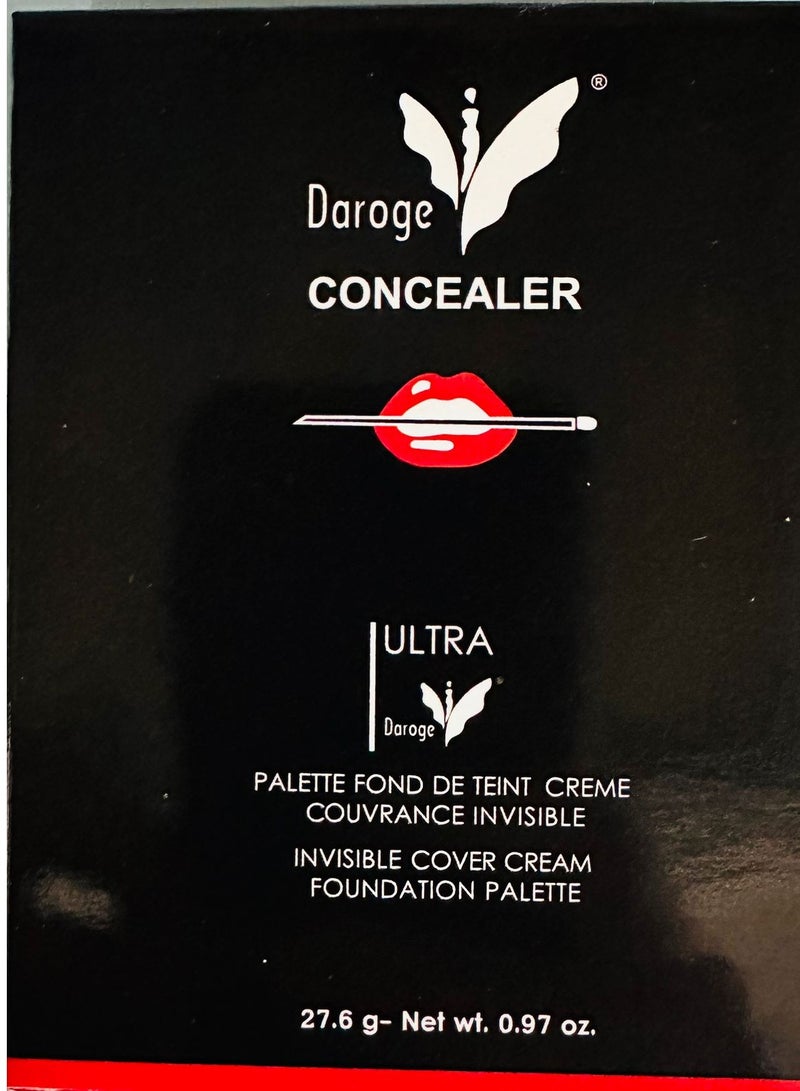 ®
Daroge
CONCEALER
ULTRA
Daroge
PALETTE FOND DE TEINT CREME
COUVRANCE INVISIBLE
INVISIBLE COVER CREAM
FOUNDATION PALETTE
27.6 g- Net wt. 0.97 oz.